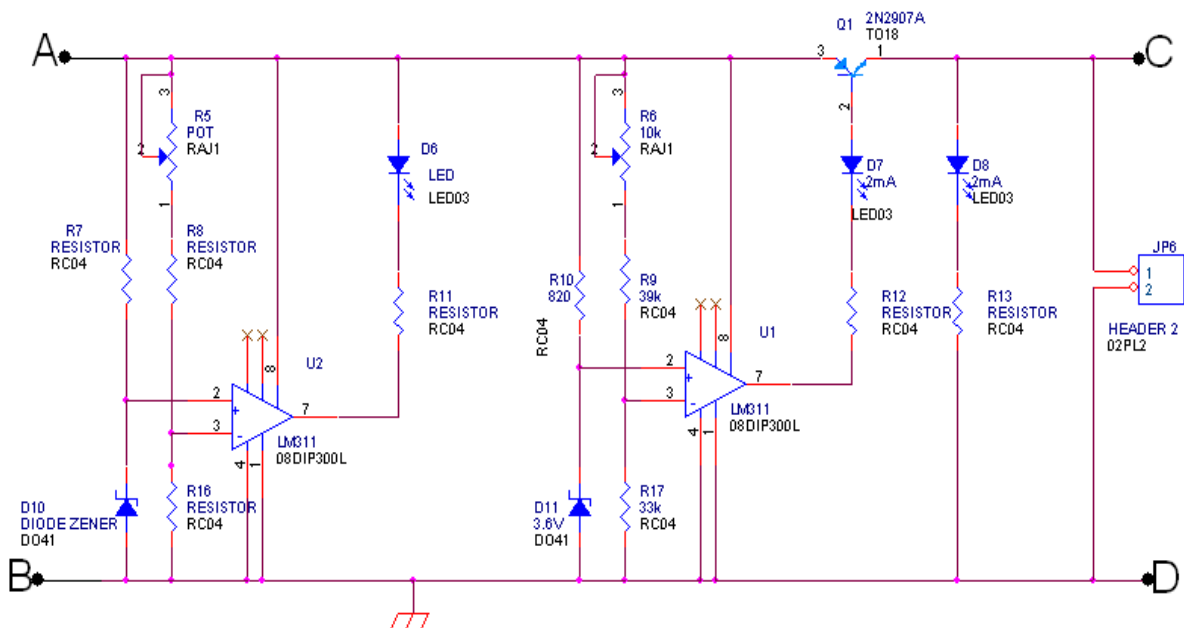 A
B
C
D
Q1
2N2907A
TO18
3
1
2
3
R5
POT
RAJ1
2
1
D6
LED
LED03
3
R6
10k
RAJ1
2
1
D7
2mA
LED03
D8
2mA
LED03
R7
RESISTOR
RC04
R8
RESISTOR
RC04
R11
RESISTOR
RC04
R10
820
RC04
R9
39k
RC04
R12
RESISTOR
RC04
R13
RESISTOR
RC04
JP6
1
2
HEADER 2
02PL2
U2
8
2
+
3
-
7
4
1
LM311
08DIP300L
U1
8
2
+
3
-
7
4
1
LM311
08DIP300L
D10
DIODE ZENER
DO41
R16
RESISTOR
RC04
D11
3.6V
DO41
R17
33k
RC04